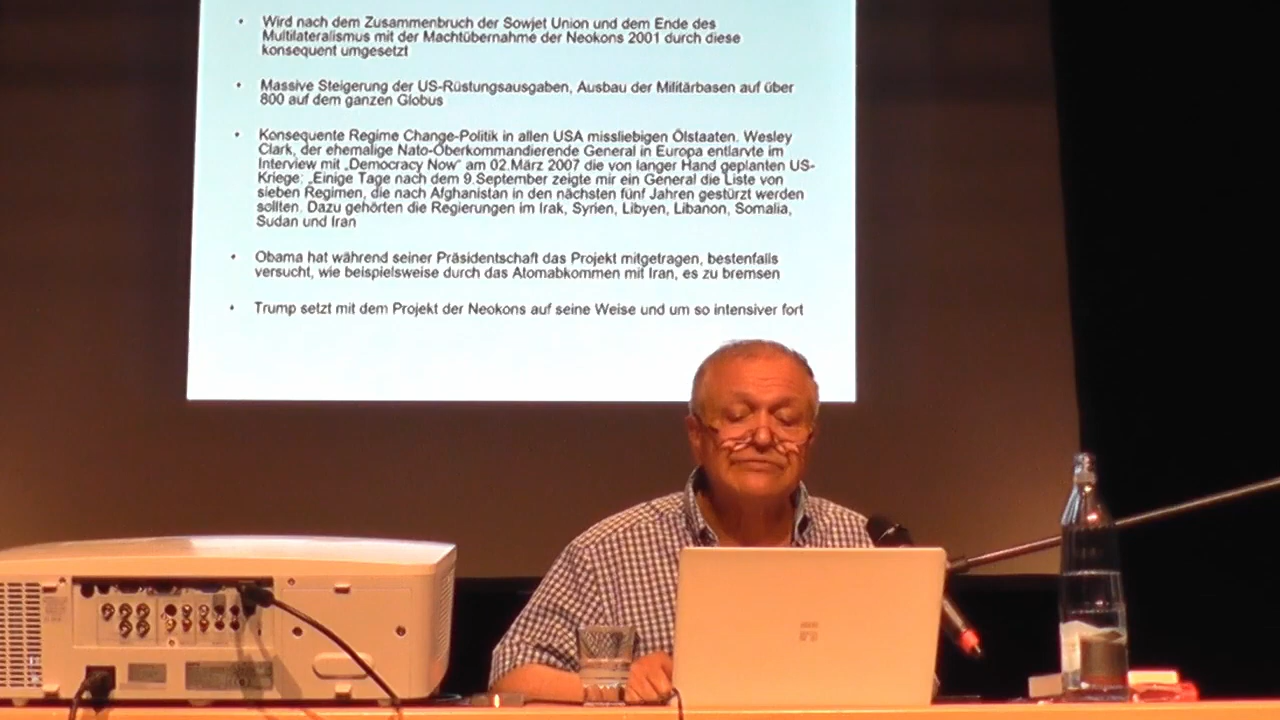 • Wird nach dem Zusammenbruch der Sowjet Union und dem Ende des
Multilateralismus mit der Machtübernahme der Neokons 2001 durch diese
konsequent umgesetzt
• Massive Steigerung der US-Rüstungsausgaben, Ausbau der Militärbasen auf über
800 auf dem ganzen Globus
• Konsequente Regime Change-Politik in allen USA missliebigen Ölstaaten. Wesley
Clark, der ehemalige Nato-Oberkommandierende General in Europa entlarvte im
Interview mit „Democracy Now“ am 02.März 2007 die von langer Hand geplanten US-
Kriege: „Einige Tage nach dem 9.September zeigte mir ein General die Liste von
sieben Regimen, die nach Afghanistan in den nächsten fünf Jahren gestürzt werden
sollten. Dazu gehörten die Regierungen im Irak, Syrien, Libyen, Libanon, Somalia,
Sudan und Iran
• Obama hat während seiner Präsidentschaft das Projekt mitgetragen, bestenfalls
versucht, wie beispielsweise durch das Atomabkommen mit Iran, es zu bremsen
• Trump setzt mit dem Projekt der Neokons auf seine Weise und um so intensiver fort